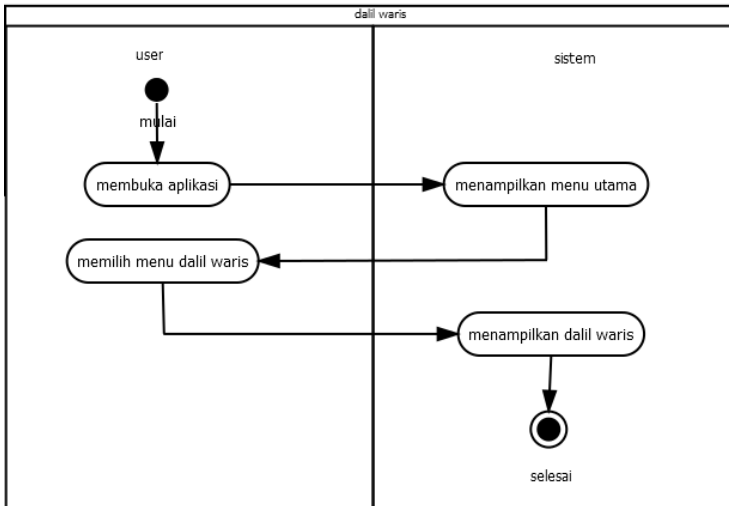 dalil waris
user
sistem
mulai
membuka aplikasi
menampilkan menu utama
memilih menu dalil waris
menampilkan dalil waris
selesai